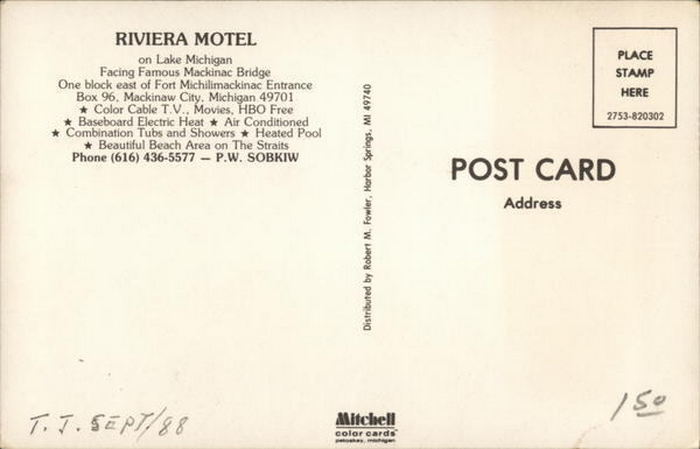 RIVIERA MOTEL
on Lake Michigan
Facing Famous Mackinac Bridge
One block east of Fort Michilimackinac Entrance
Box 96, Mackinaw City, Michigan 49701
★ Color Cable T.V., Movies, HBO Free
★ Baseboard Electric Heat ★ Air Conditioned
★ Combination Tubs and Showers ★ Heated Pool
★ Beautiful Beach Area on The Straits
Phone (616) 436-5577 — P.W. SOBKIW
T. J. SEPT/88
Distributed by Robert M. Fowler, Harbor Springs, MI 49740
Mitchell
color cards
petoskey, michigan
PLACE
STAMP
HERE
2753-820302
POST CARD
Address
1 50